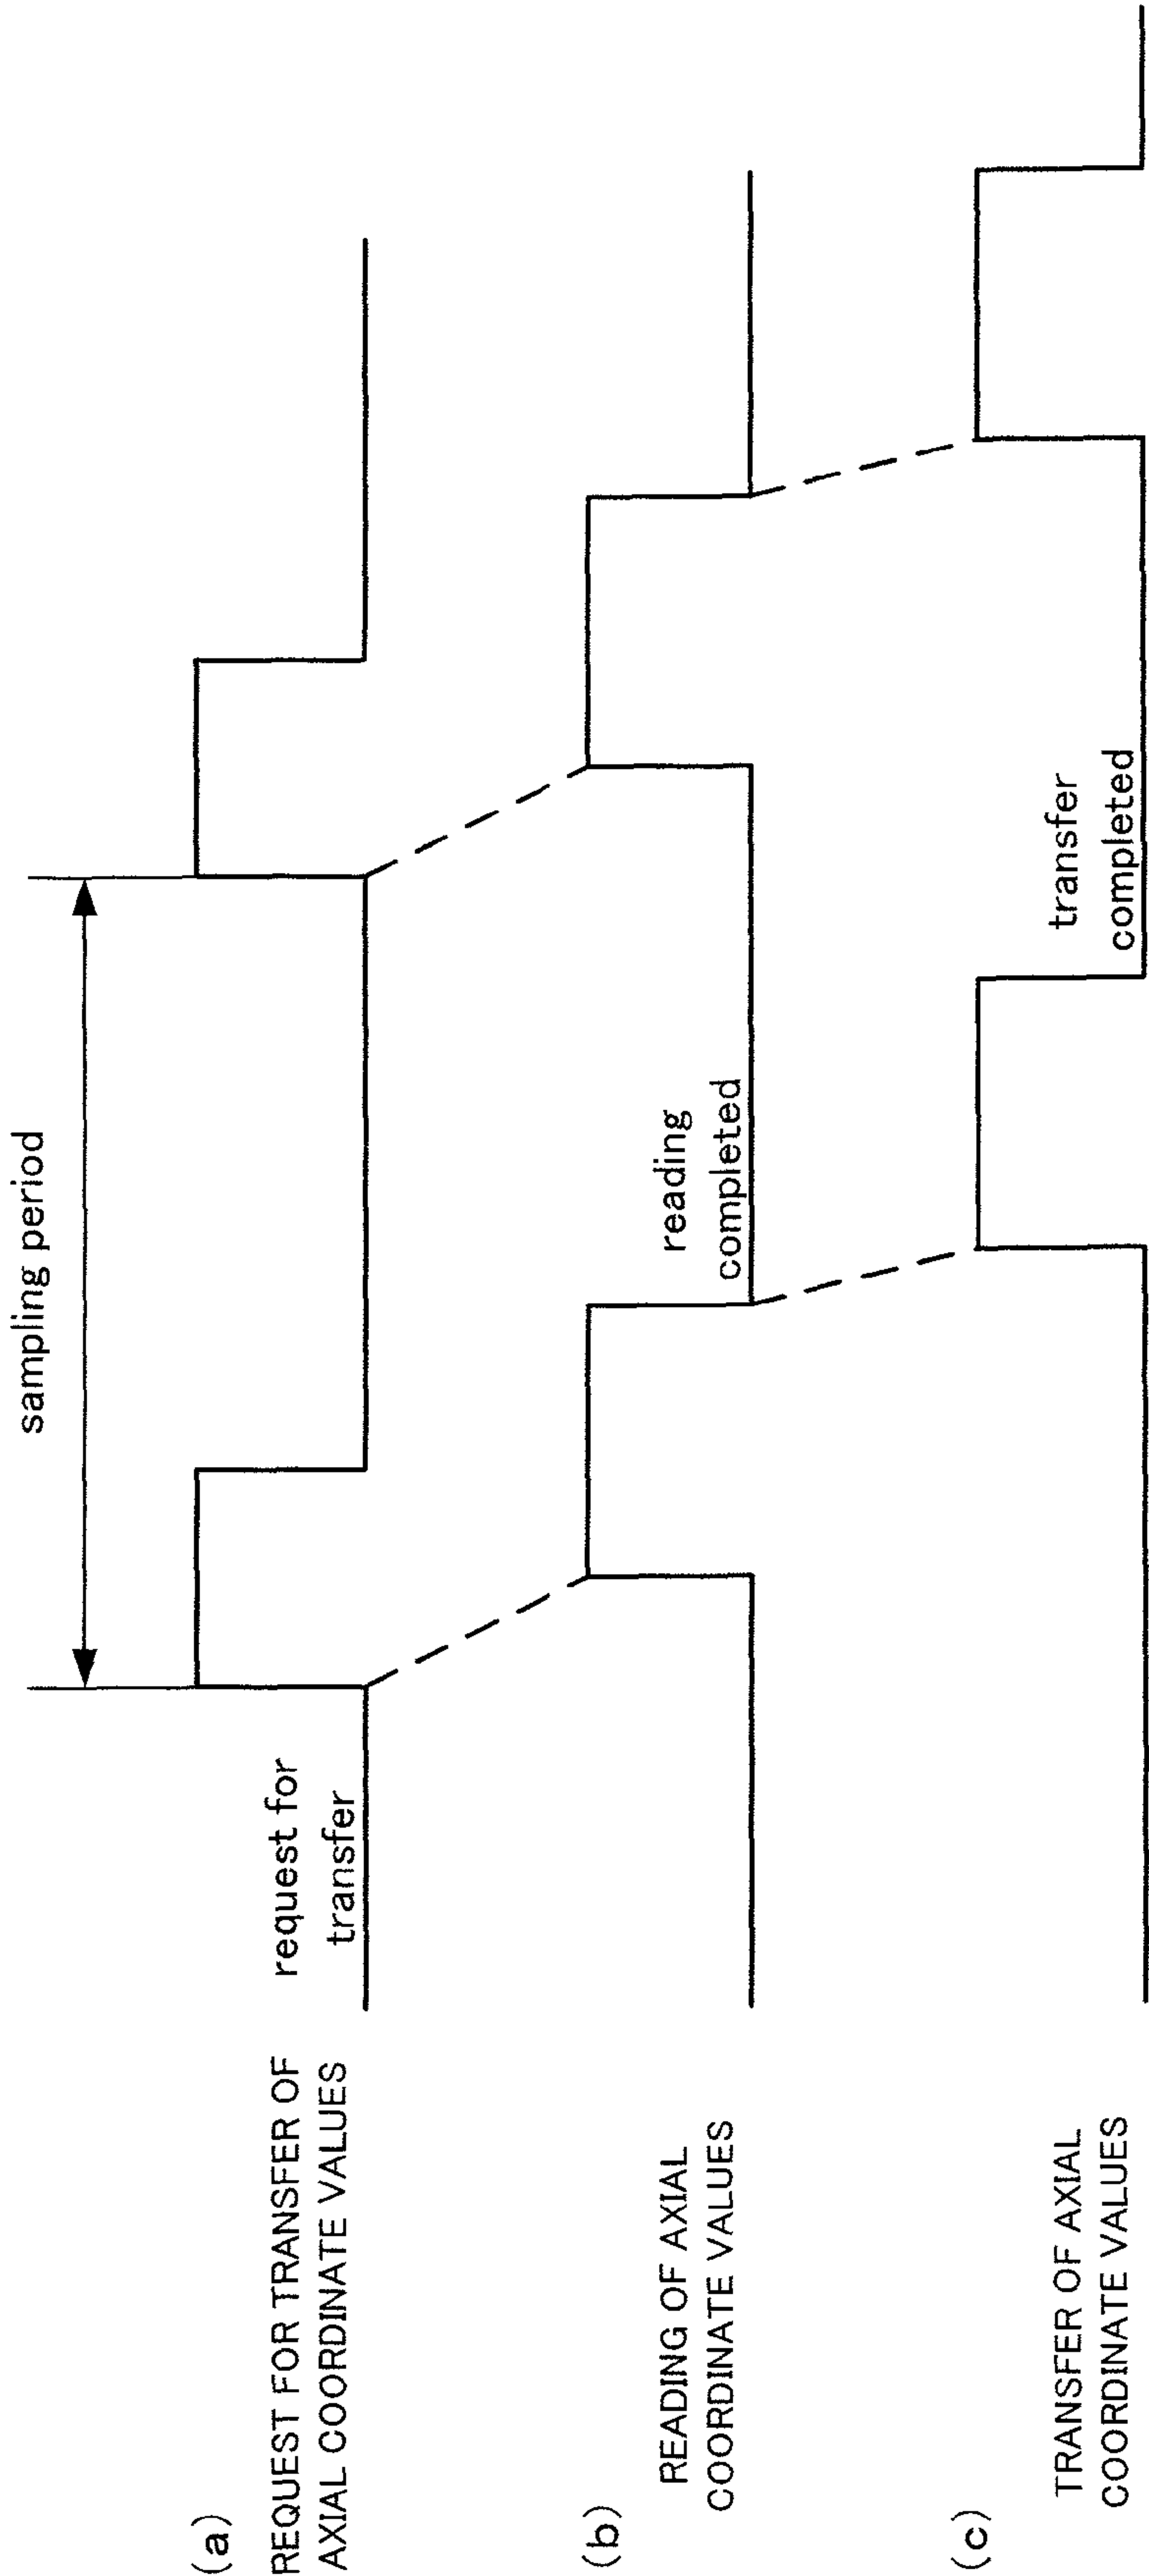 sampling period
(a)
REQUEST FOR TRANSFER OF
AXIAL COORDINATE VALUES
request for
transfer
(b)
READING OF AXIAL
COORDINATE VALUES
reading
completed
(c)
TRANSFER OF AXIAL
COORDINATE VALUES
transfer
completed